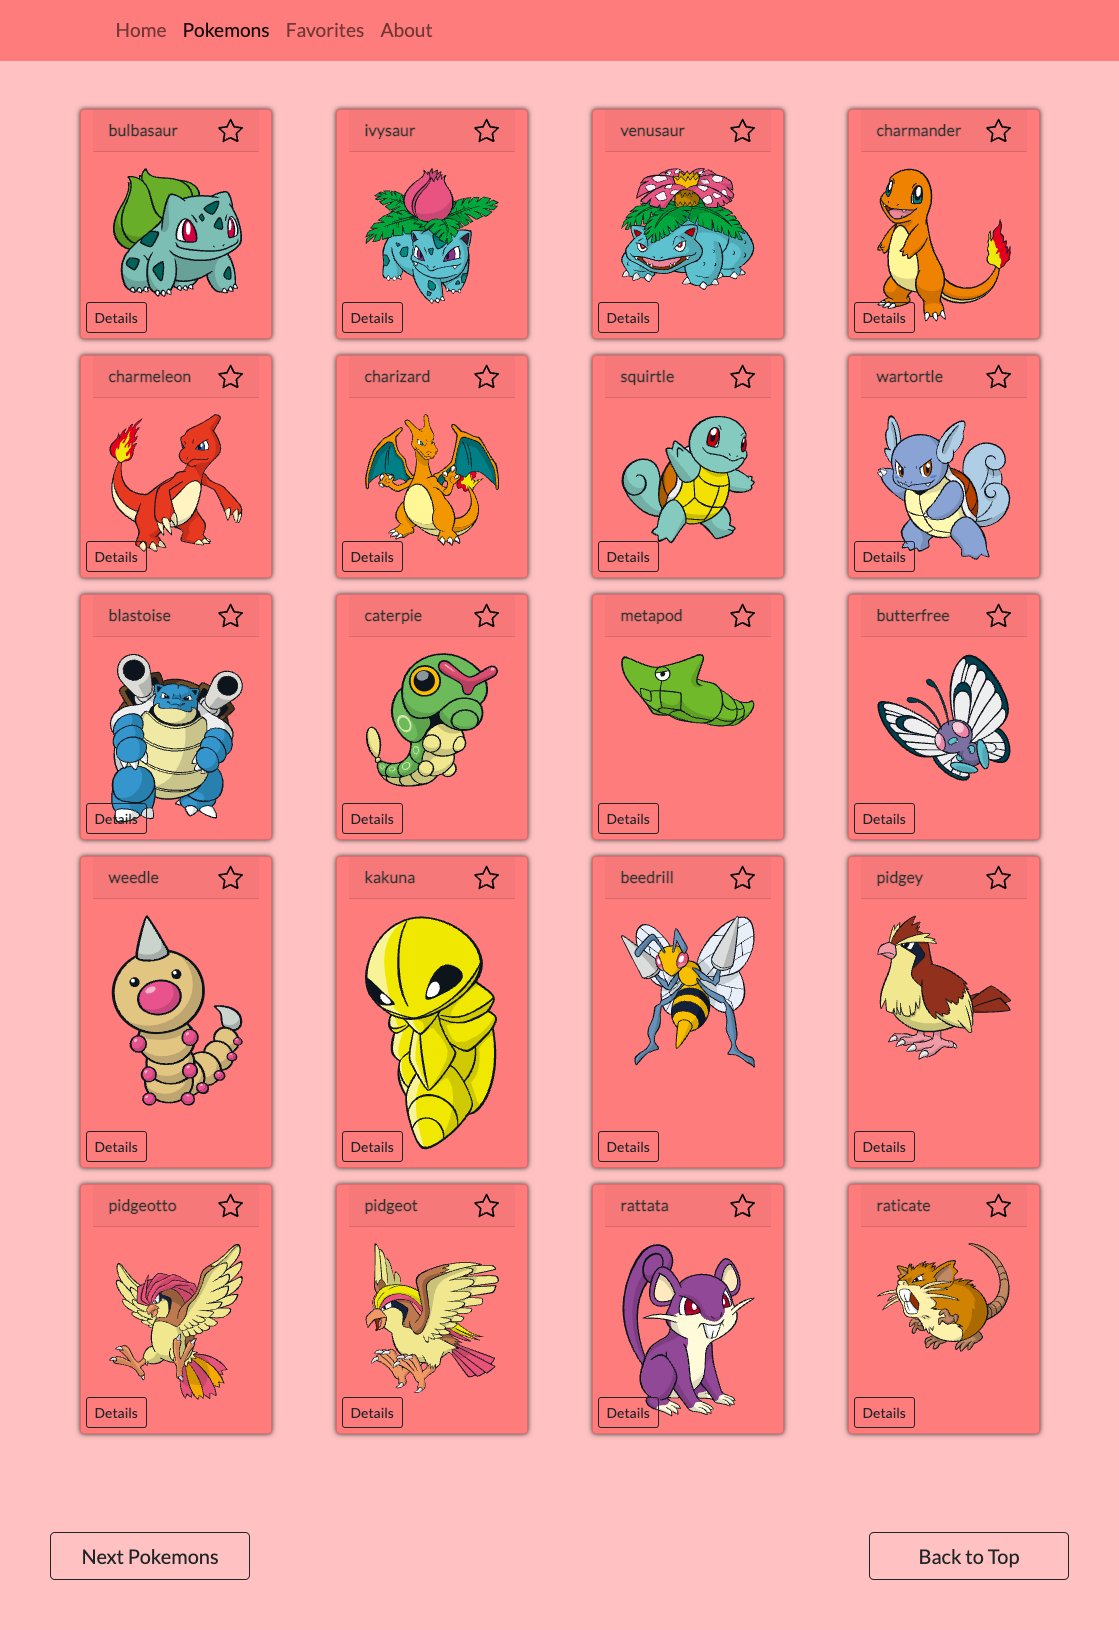 Home Pokemons Favorites About
bulbasaur ivysaur venusaur charmander
Details Details Details Details
charmeleon charizard squirtle wartortle
Details Details Details Details
blastoise caterpie metapod butterfree
Details Details Details Details
weedle kakuna beedrill pidgey
Details Details Details Details
pidgeotto pidgeot rattata raticate
Details Details Details Details
Next Pokemons Back to Top